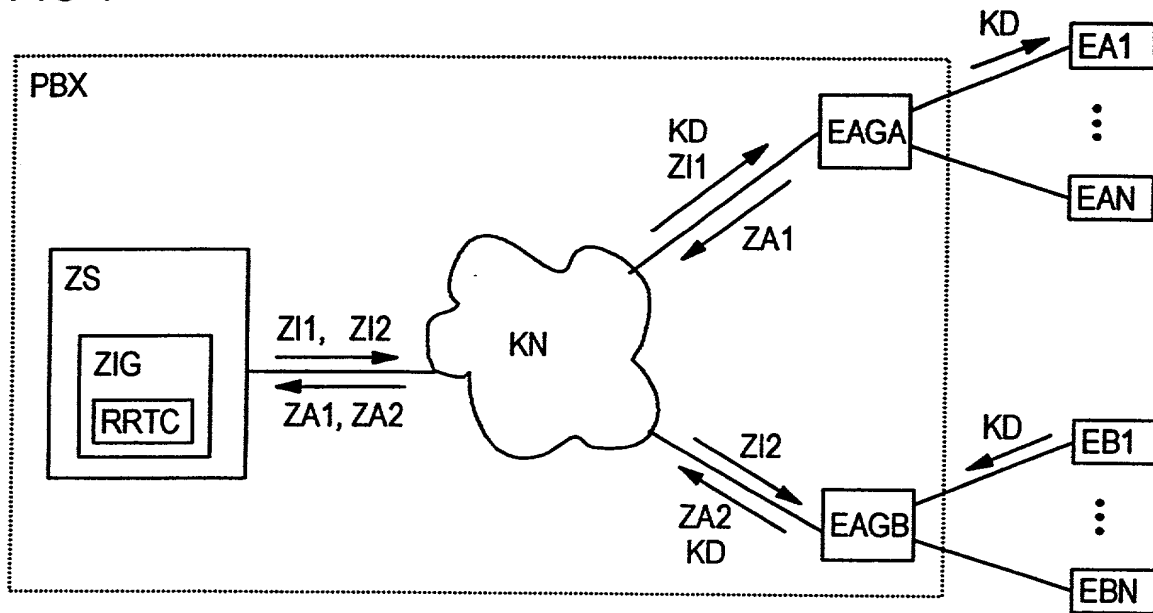 KD
EA1
PBX
EAGA
KD
ZI1
ZA1
EAN
ZS
ZIG
RRTC
ZI1, ZI2
ZA1, ZA2
KN
ZI2
ZA2
KD
EAGB
KD
EB1
EBN